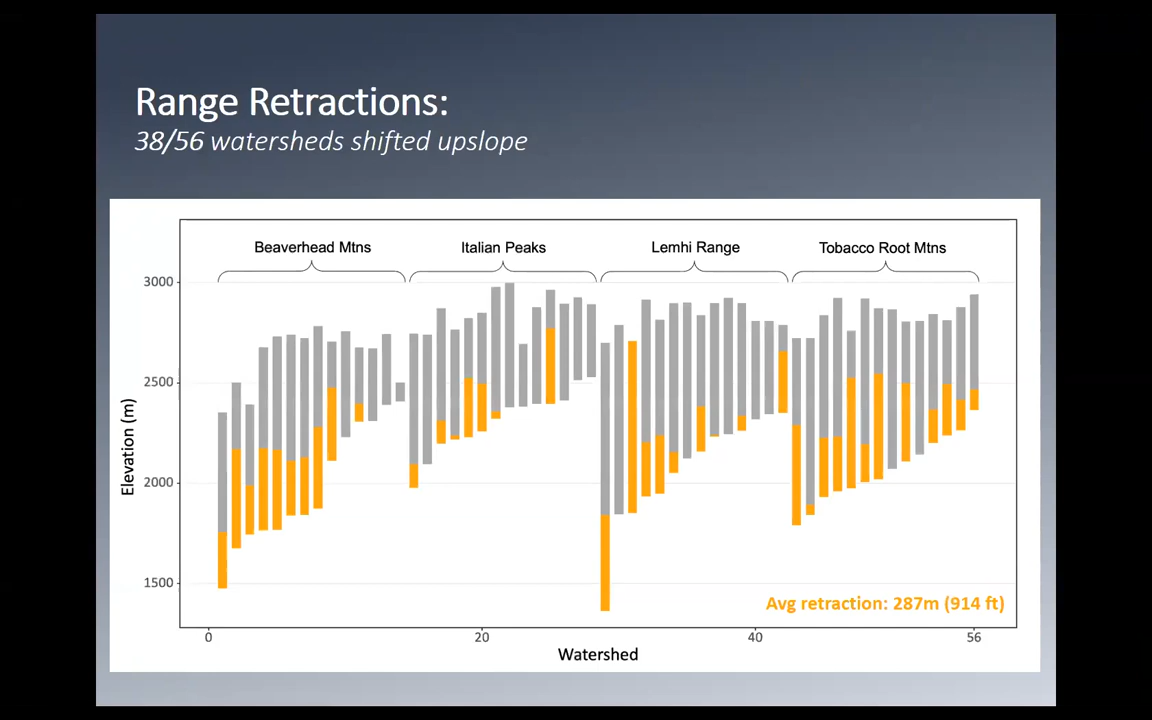 Range Retractions:
38/56 watersheds shifted upslope
Beaverhead Mtns
Italian Peaks
Lemhi Range
Tobacco Root Mtns
3000
2500
2000
1500
Elevation (m)
Avg retraction: 287m (914 ft)
0
20
40
56
Watershed